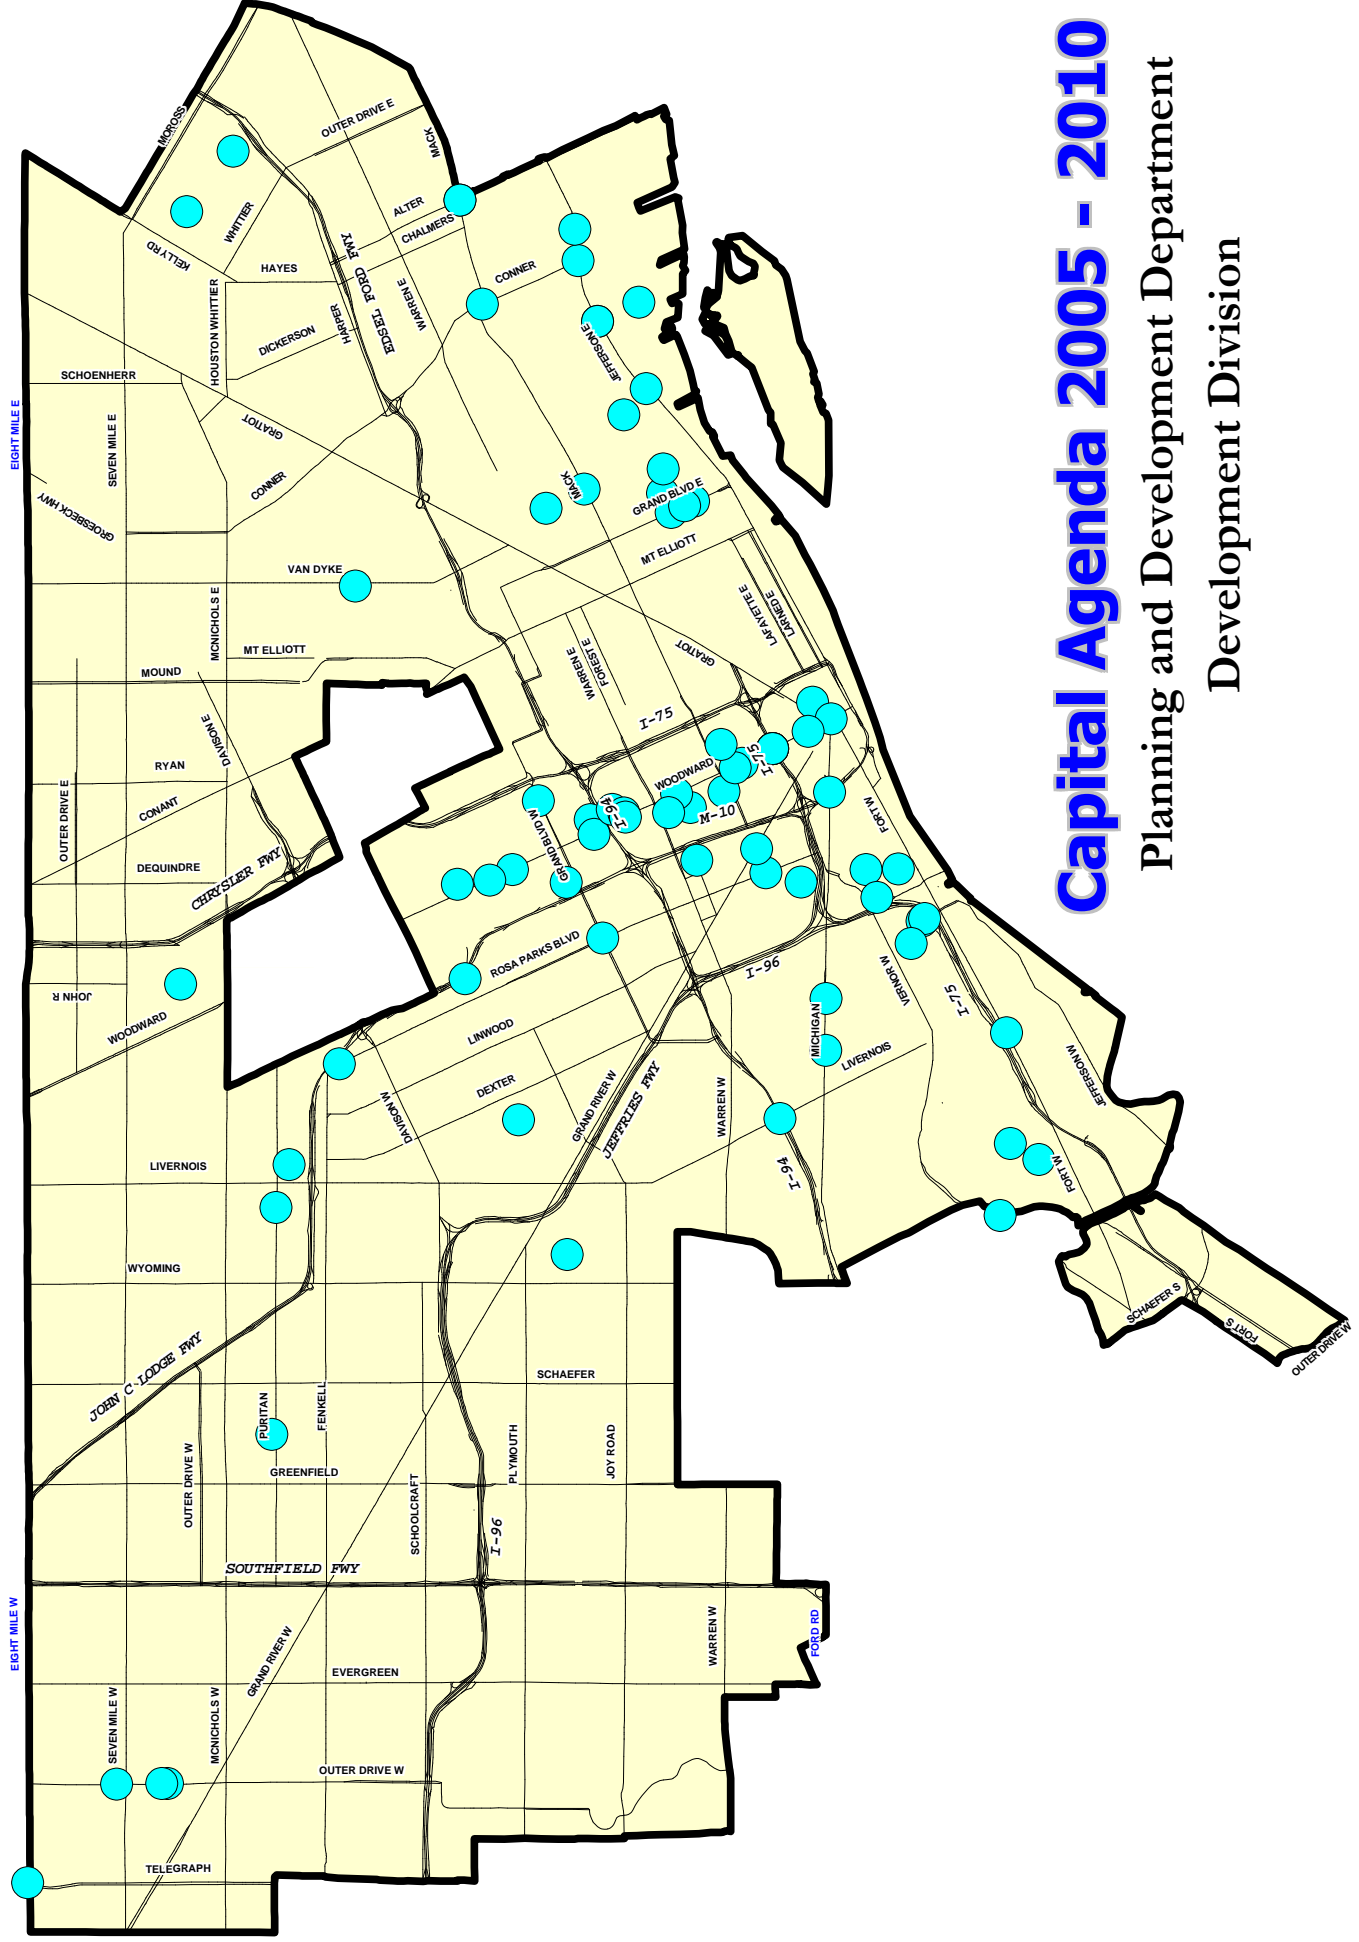 Capital Agenda 2005 - 2010
Planning and Development Department
Development Division
EIGHT MILE E
EIGHT MILE W
MOROSS
OUTER DRIVE E
MACK
WHITTIER
ALTER
CHALMERS
KELLY RD
HAYES
EDSEL FORD FWY
WARREN E
CONNER
HOUSTON WHITTIER
DICKERSON
HARPER
JEFFERSON E
SCHOENHERR
SEVEN MILE E
GRATIOT
CONNER
GROESBECK HWY
MACK
GRAND BLVD E
MT ELLIOTT
VAN DYKE
MCNICHOLS E
MT ELLIOTT
LAFAYETTE E
LARNED E
MOUND
WARREN E
FOREST E
GRATIOT
DAVISON E
I-75
RYAN
WOODWARD
I-75
OUTER DRIVE E
CONANT
GRAND BLVD W
I-94
M-10
FORT W
DEQUINDRE
CHRYSLER FWY
ROSA PARKS BLVD
I-96
VERNOR W
I-75
JOHN R
WOODWARD
LINWOOD
MICHIGAN
LIVERNOIS
DEXTER
DAVISON W
GRAND RIVER W
JEFFRIES FWY
WARREN W
JEFFERSON W
LIVERNOIS
I-94
FORT W
WYOMING
SCHAEFER S
FORT S
OUTER DRIVE W
JOHN C LODGE FWY
SCHAEFER
PURITAN
FENKELL
OUTER DRIVE W
GREENFIELD
SCHOOLCRAFT
PLYMOUTH
JOY ROAD
I-96
SOUTHFIELD FWY
GRAND RIVER W
WARREN W
FORD RD
EVERGREEN
SEVEN MILE W
MCNICHOLS W
OUTER DRIVE W
TELEGRAPH